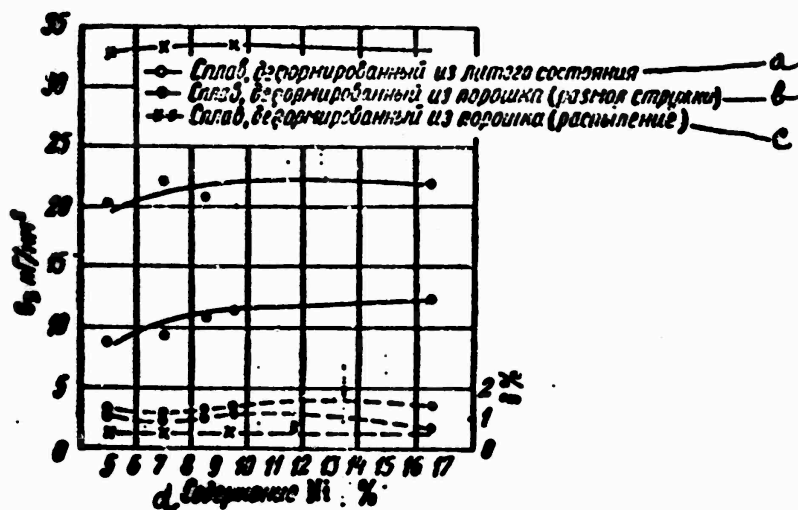 35
30
25
20
15
10
5
0
Сплав, деформированный из литого состояния a
Сплав, деформированный из порошка (размол стружки) b
Сплав, деформированный из порошка (распыление) c
2
1
0
5 6 7 8 9 10 11 12 13 14 15 16 17
d Содержание %